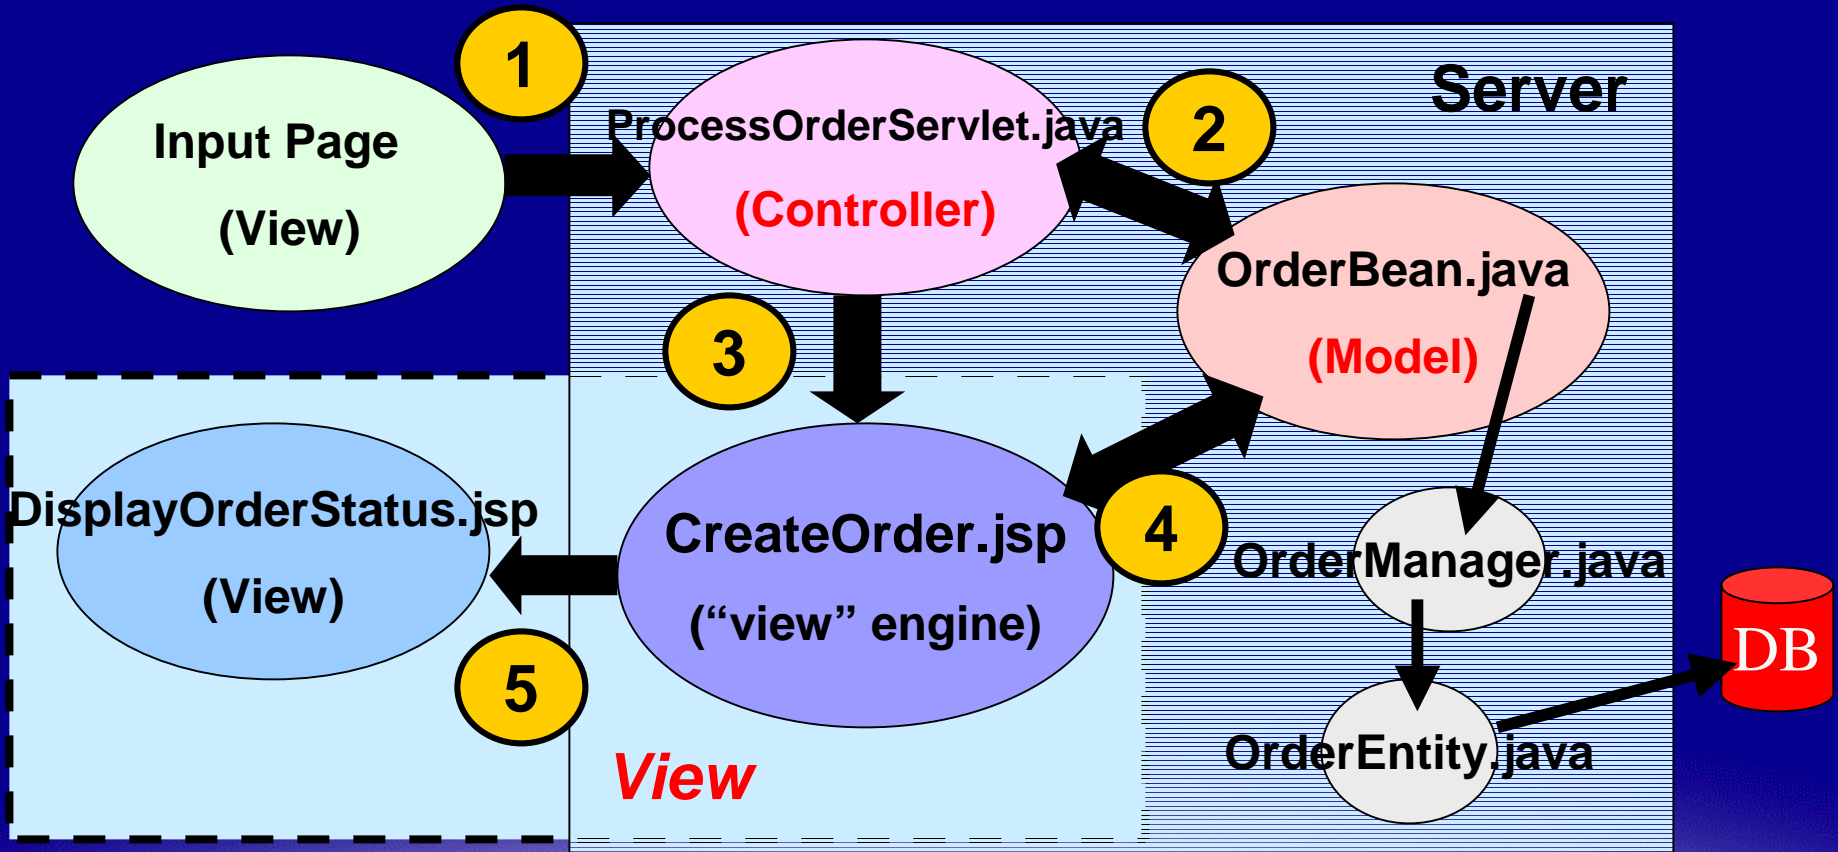 1
Input Page
(View)
ProcessOrderServlet.java
(Controller)
2
Server
OrderBean.java
(Model)
3
DisplayOrderStatus.jsp
(View)
CreateOrder.jsp
(“view” engine)
4
OrderManager.java
DB
5
View
OrderEntity.java